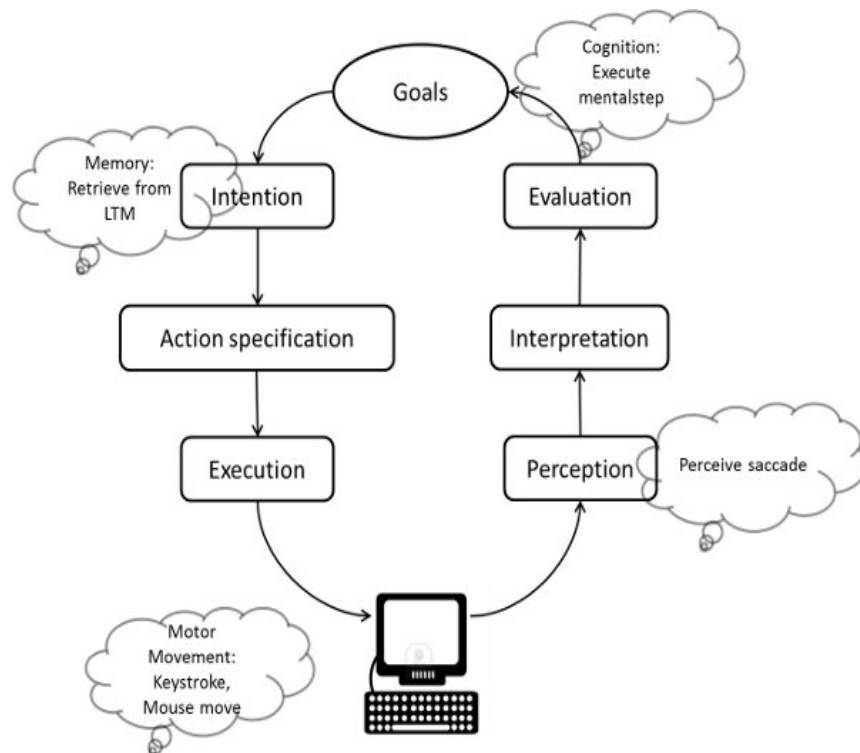 Cognition:
Execute
mentalstep
Goals
Memory:
Retrieve from
LTM
Intention
Evaluation
Action specification
Interpretation
Execution
Perception
Perceive saccade
Motor
Movement:
Keystroke,
Mouse move